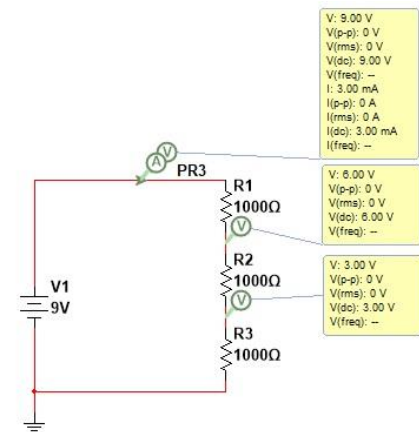 V: 9.00 V
V(p-p): 0 V
V(rms): 0 V
V(dc): 9.00 V
V(freq): --
I: 3.00 mA
I(p-p): 0 A
I(rms): 0 A
I(dc): 3.00 mA
I(freq): --
A
V
PR3
V: 6.00 V
V(p-p): 0 V
V(rms): 0 V
V(dc): 6.00 V
V(freq): --
R1
1000Ω
V
V: 3.00 V
V(p-p): 0 V
V(rms): 0 V
V(dc): 3.00 V
V(freq): --
R2
1000Ω
V
V1
9V
R3
1000Ω